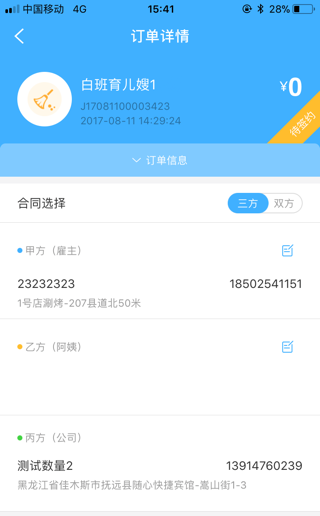 中国移动 4G 15:41 28%
订单详情
白班育儿嫂1
¥0
J17081100003423
2017-08-11 14:29:24
待签约
订单信息
合同选择 三方 双方
甲方（雇主）
23232323 18502541151
1号店涮烤-207县道北50米
乙方（阿姨）
丙方（公司）
测试数量2 13914760239
黑龙江省佳木斯市抚远县随心快捷宾馆-嵩山街1-3